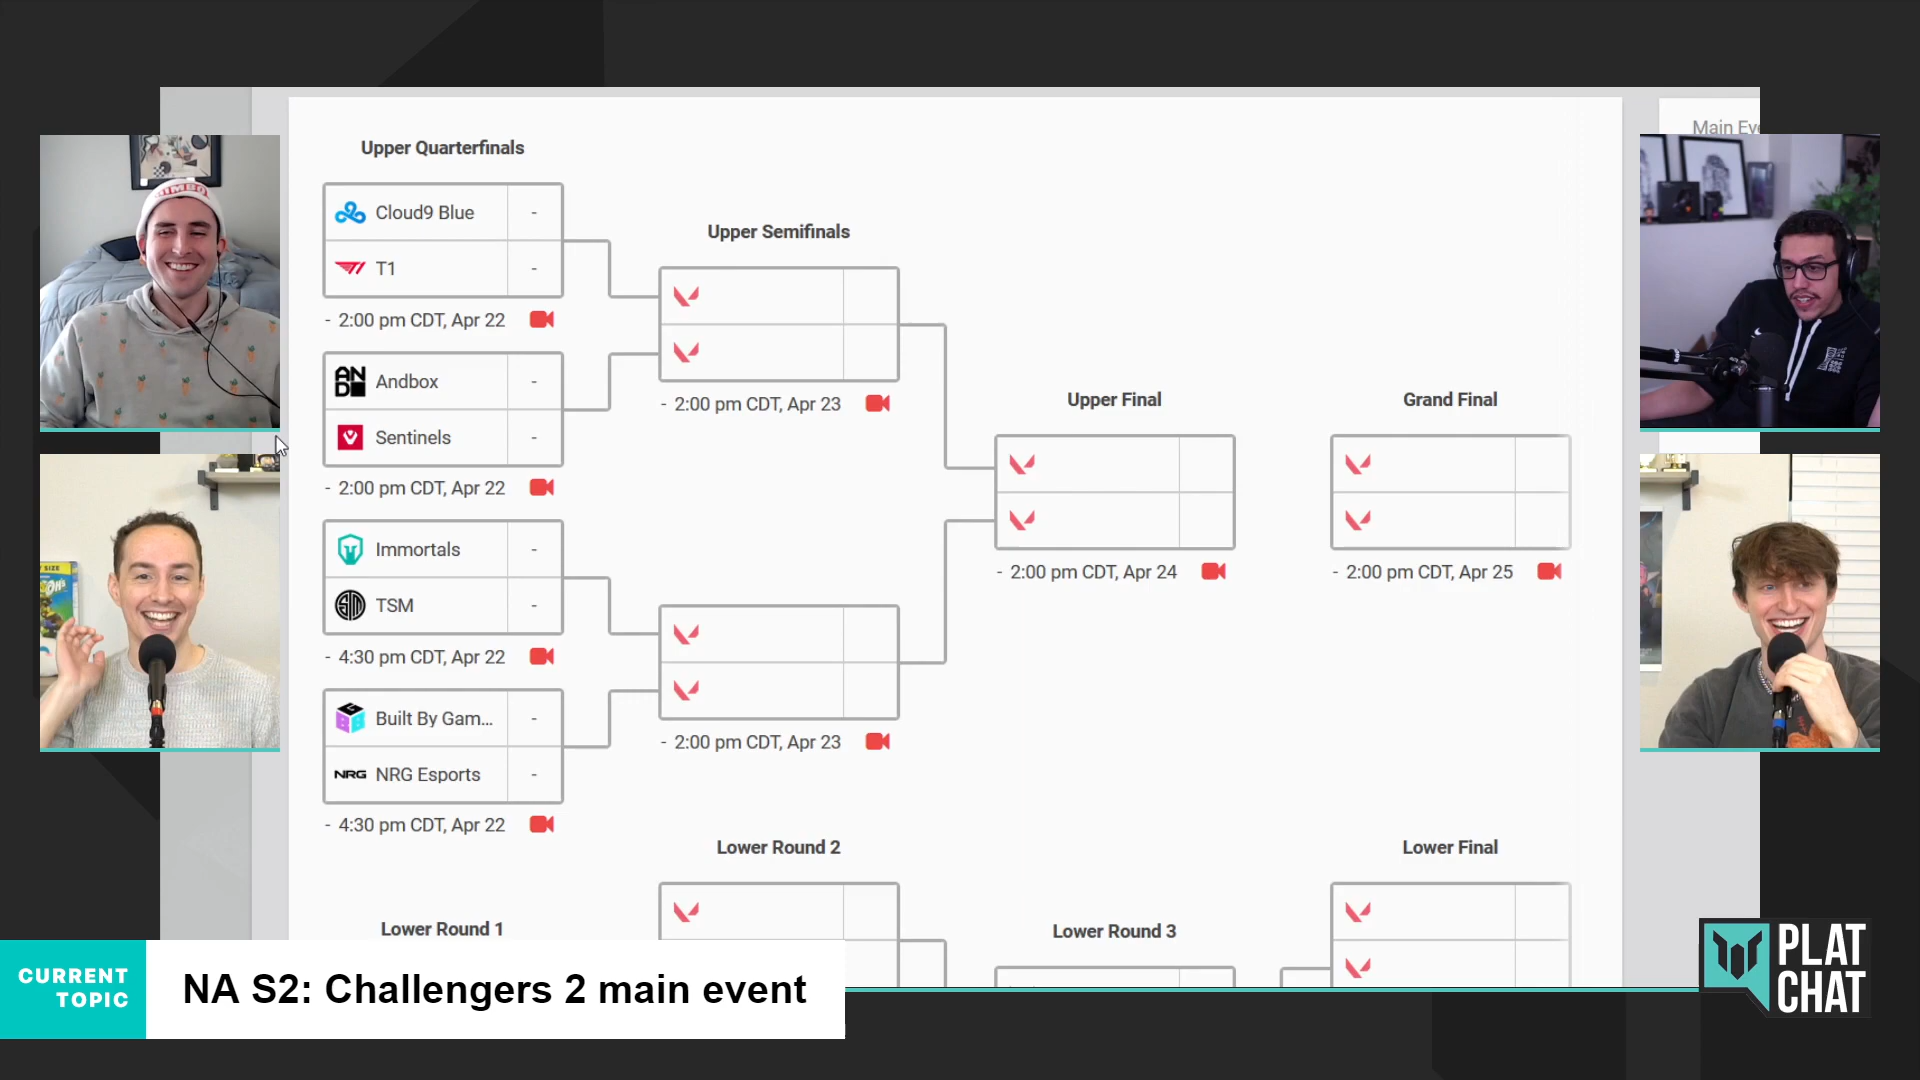 Main Eve
Upper Quarterfinals
Cloud9 Blue -
T1 -
- 2:00 pm CDT, Apr 22
Andbox -
Sentinels -
- 2:00 pm CDT, Apr 22
Immortals -
TSM -
- 4:30 pm CDT, Apr 22
Built By Gam... -
NRG NRG Esports -
- 4:30 pm CDT, Apr 22
Upper Semifinals
- 2:00 pm CDT, Apr 23
- 2:00 pm CDT, Apr 23
Upper Final
- 2:00 pm CDT, Apr 24
Grand Final
- 2:00 pm CDT, Apr 25
Lower Round 1
Lower Round 2
Lower Round 3
Lower Final
CURRENT
TOPIC
NA S2: Challengers 2 main event
PLAT
CHAT